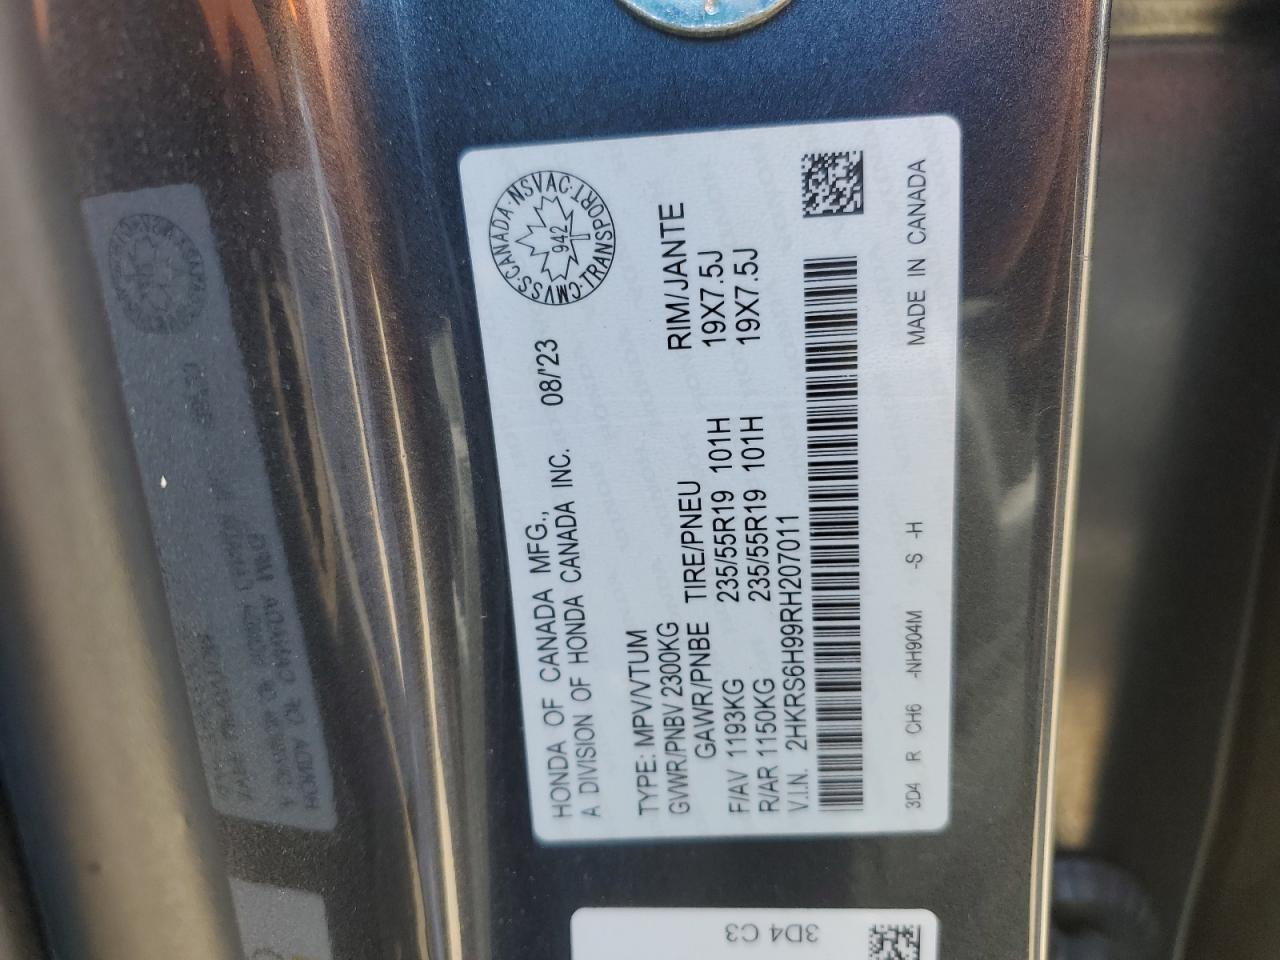 HONDA OF CANADA MFG.,
A DIVISION OF HONDA CANADA INC. 08/'23
CMVSS·CANADA·NSVAC·TRANSPORT
942
TYPE: MPV/VTUM
GVWR/PNBV 2300KG
GAWR/PNBE TIRE/PNEU RIM/JANTE
F/AV 1193KG 235/55R19 101H 19X7.5J
R/AR 1150KG 235/55R19 101H 19X7.5J
V.I.N. 2HKRS6H99RH207011
3D4 R CH6 -NH904M -S -H MADE IN CANADA
3D4 C3